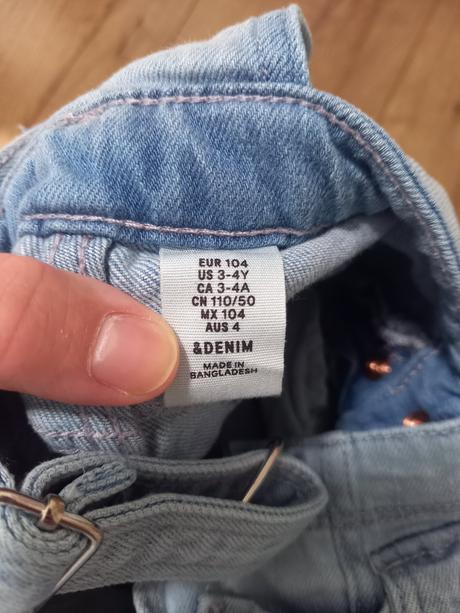 EUR 104
US 3-4Y
CA 3-4A
CN 110/50
MX 104
AUS 4
&DENIM
MADE IN
BANGLADESH